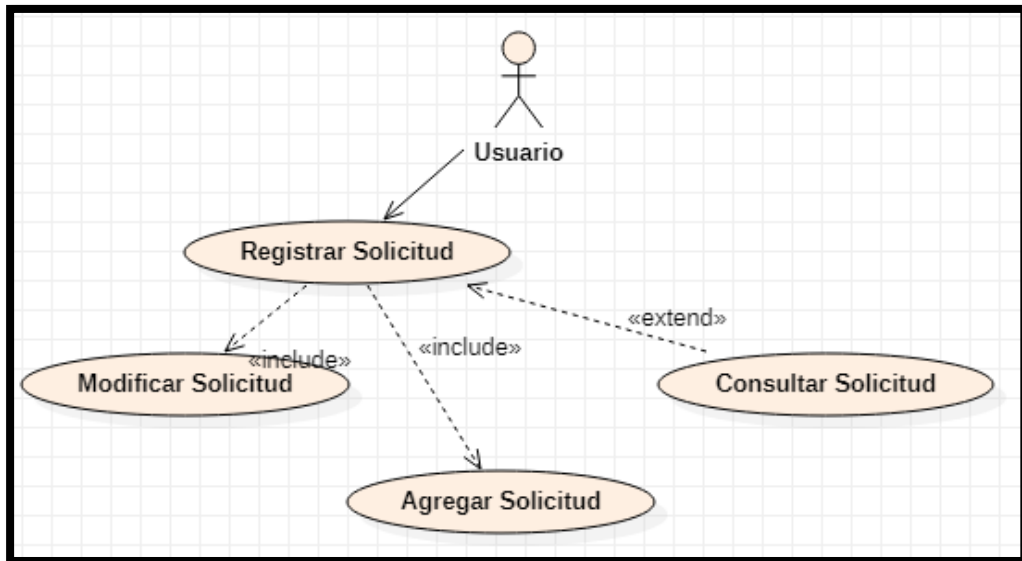 Usuario
Registrar Solicitud
«extend»
«include»
«include»
Modificar Solicitud
Consultar Solicitud
Agregar Solicitud